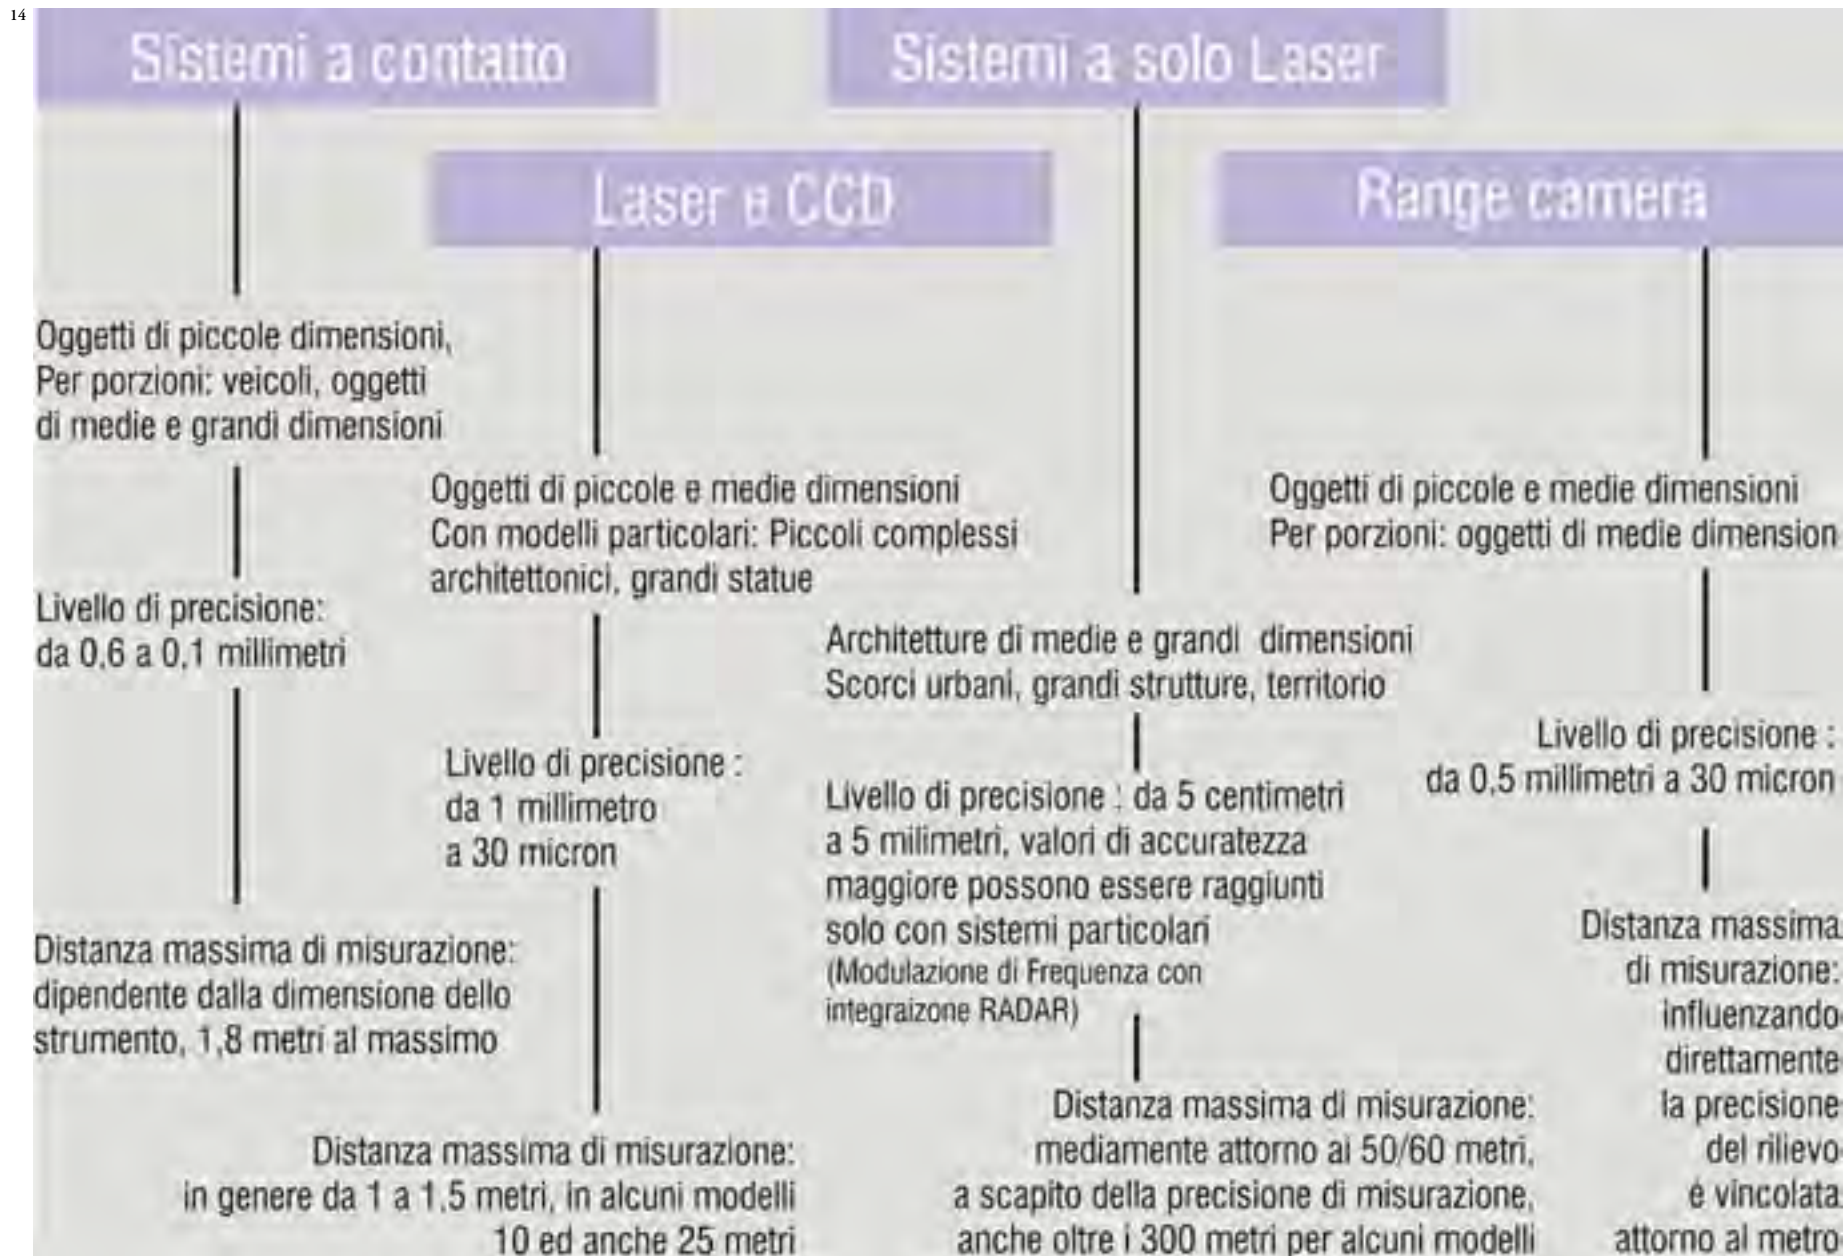 14
Sistemi a contatto
Oggetti di piccole dimensioni,
Per porzioni: veicoli, oggetti
di medie e grandi dimensioni
Livello di precisione:
da 0,6 a 0,1 millimetri
Distanza massima di misurazione:
dipendente dalla dimensione dello
strumento, 1,8 metri al massimo
Laser e CCD
Oggetti di piccole e medie dimensioni
Con modelli particolari: Piccoli complessi
architettonici, grandi statue
Livello di precisione :
da 1 millimetro
a 30 micron
Distanza massima di misurazione:
in genere da 1 a 1,5 metri, in alcuni modelli
10 ed anche 25 metri
Sistemi a solo Laser
Architetture di medie e grandi dimensioni
Scorci urbani, grandi strutture, territorio
Livello di precisione : da 5 centimetri
a 5 milimetri, valori di accuratezza
maggiore possono essere raggiunti
solo con sistemi particolari
(Modulazione di Frequenza con
integraizone RADAR)
Distanza massima di misurazione:
mediamente attorno ai 50/60 metri,
a scapito della precisione di misurazione,
anche oltre i 300 metri per alcuni modelli
Range camera
Oggetti di piccole e medie dimensioni
Per porzioni: oggetti di medie dimension
Livello di precisione :
da 0,5 millimetri a 30 micron
Distanza massima
di misurazione:
influenzando
direttamente
la precisione
del rilievo
é vincolata
attorno al metro